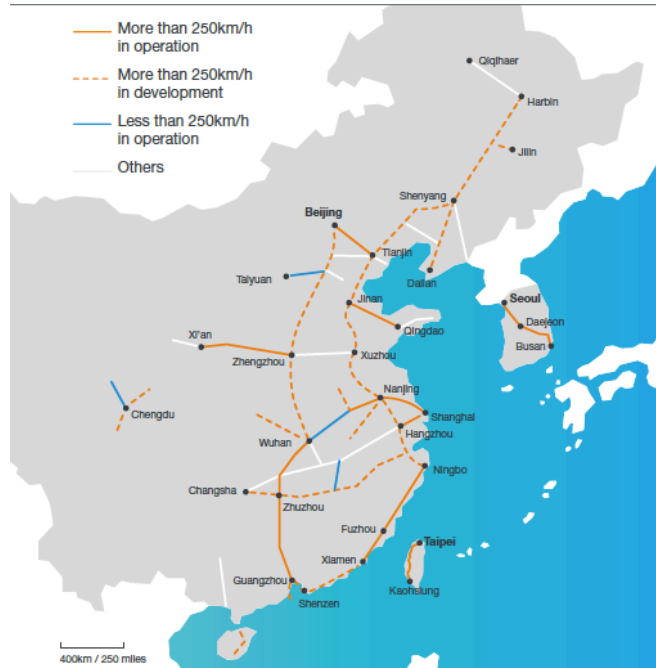 More than 250km/h
in operation
More than 250km/h
in development
Less than 250km/h
in operation
Others
Qiqihaer
Harbin
Jilin
Shenyang
Beijing
Tianjin
Taiyuan
Dalian
Jinan
Seoul
Qingdao
Daejeon
Xi'an
Busan
Zhengzhou
Xuzhou
Nanjing
Chengdu
Shanghai
Wuhan
Hangzhou
Ningbo
Changsha
Zhuzhou
Fuzhou
Taipei
Xiamen
Guangzhou
Kaohsiung
Shenzen
400km / 250 miles